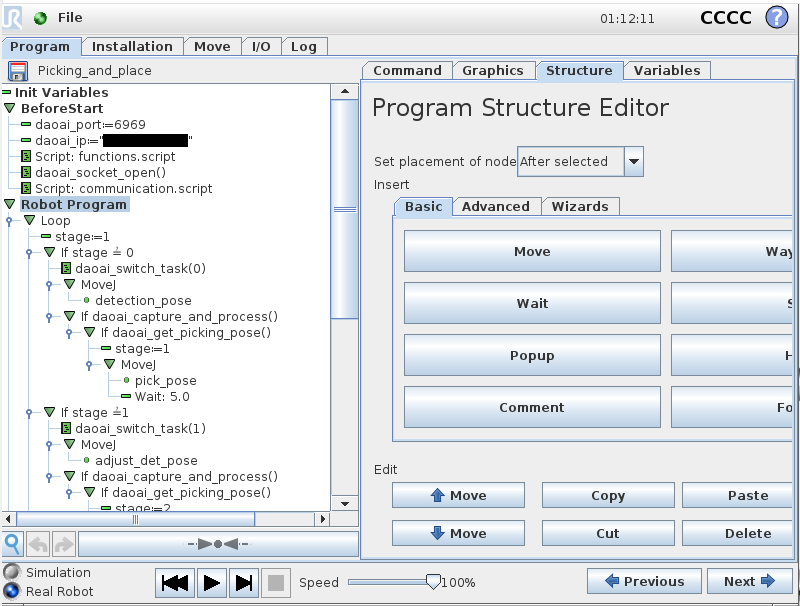 File 01:12:11 CCCC ?
Program Installation Move I/O Log
Picking_and_place
Command Graphics Structure Variables
Init Variables
BeforeStart
daoai_port≔6969
daoai_ip≔" "
Script: functions.script
daoai_socket_open()
Script: communication.script
Robot Program
Loop
stage≔1
If stage ≟ 0
daoai_switch_task(0)
MoveJ
detection_pose
If daoai_capture_and_process()
If daoai_get_picking_pose()
stage≔1
MoveJ
pick_pose
Wait: 5.0
If stage ≟1
daoai_switch_task(1)
MoveJ
adjust_det_pose
If daoai_capture_and_process()
If daoai_get_picking_pose()
stage≔2
Program Structure Editor
Set placement of node After selected
Insert
Basic Advanced Wizards
Move Way
Wait S
Popup H
Comment Fo
Edit
Move Copy Paste
Move Cut Delete
Simulation
Real Robot
Speed 100%
Previous Next